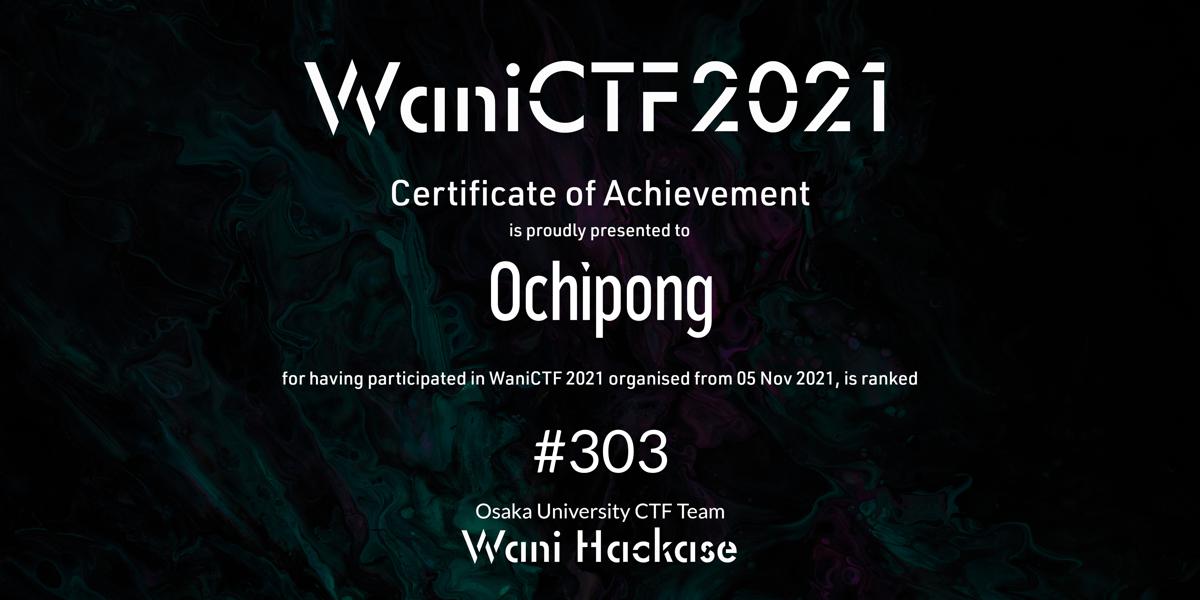 WaniCTF2021
Certificate of Achievement
is proudly presented to
Ochipong
for having participated in WaniCTF 2021 organised from 05 Nov 2021, is ranked
#303
Osaka University CTF Team
Wani Hackase